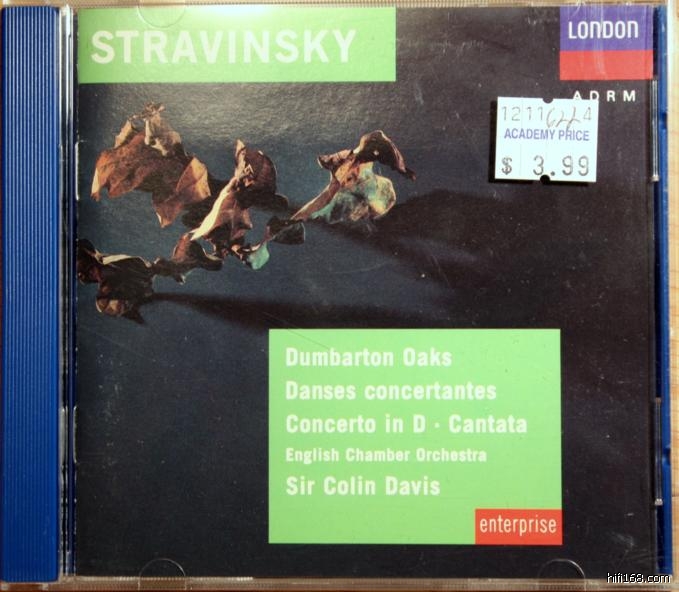 STRAVINSKY
LONDON
ADRM
ACADEMY PRICE
$ 3.99
Dumbarton Oaks
Danses concertantes
Concerto in D · Cantata
English Chamber Orchestra
Sir Colin Davis
enterprise
hifi168.com